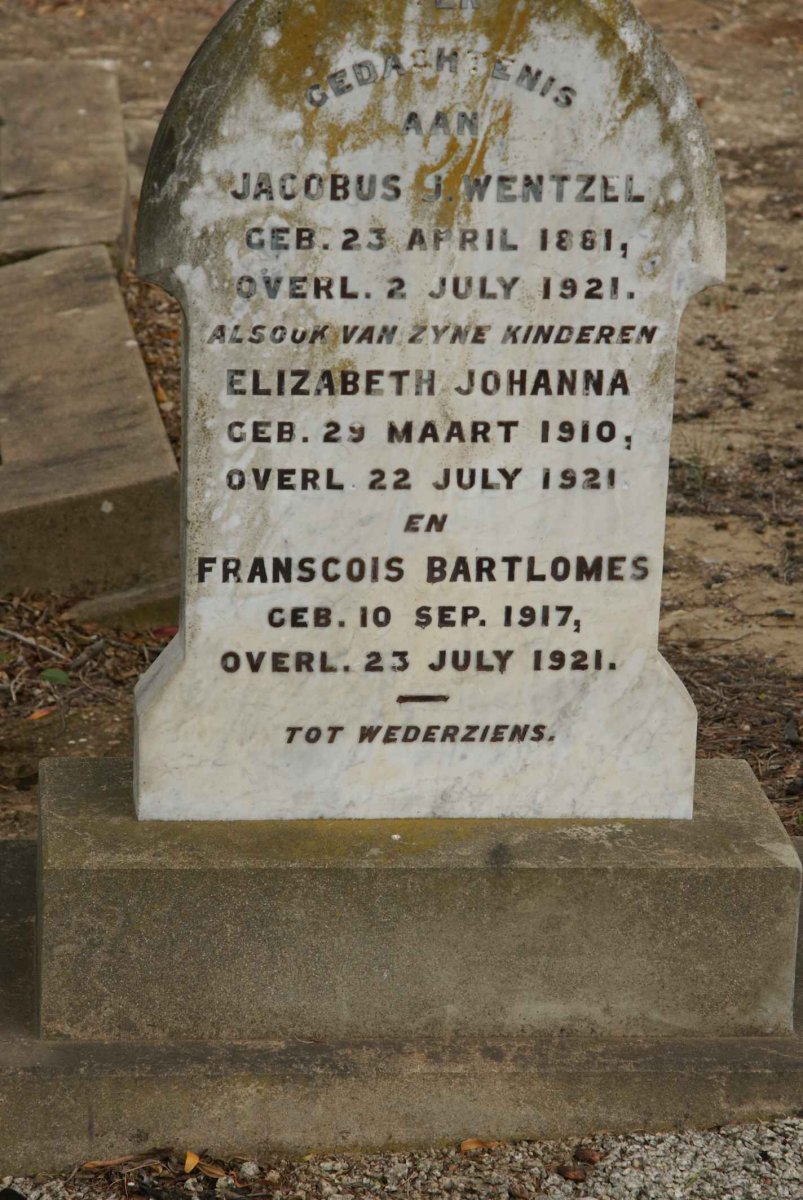 TER
GEDACHTENIS
AAN
JACOBUS J. WENTZEL
GEB. 23 APRIL 1881,
OVERL. 2 JULY 1921.
ALSOOK VAN ZYNE KINDEREN
ELIZABETH JOHANNA
GEB. 29 MAART 1910,
OVERL. 22 JULY 1921.
EN
FRANSCOIS BARTLOMES
GEB. 10 SEP. 1917,
OVERL. 23 JULY 1921.
TOT WEDERZIENS.